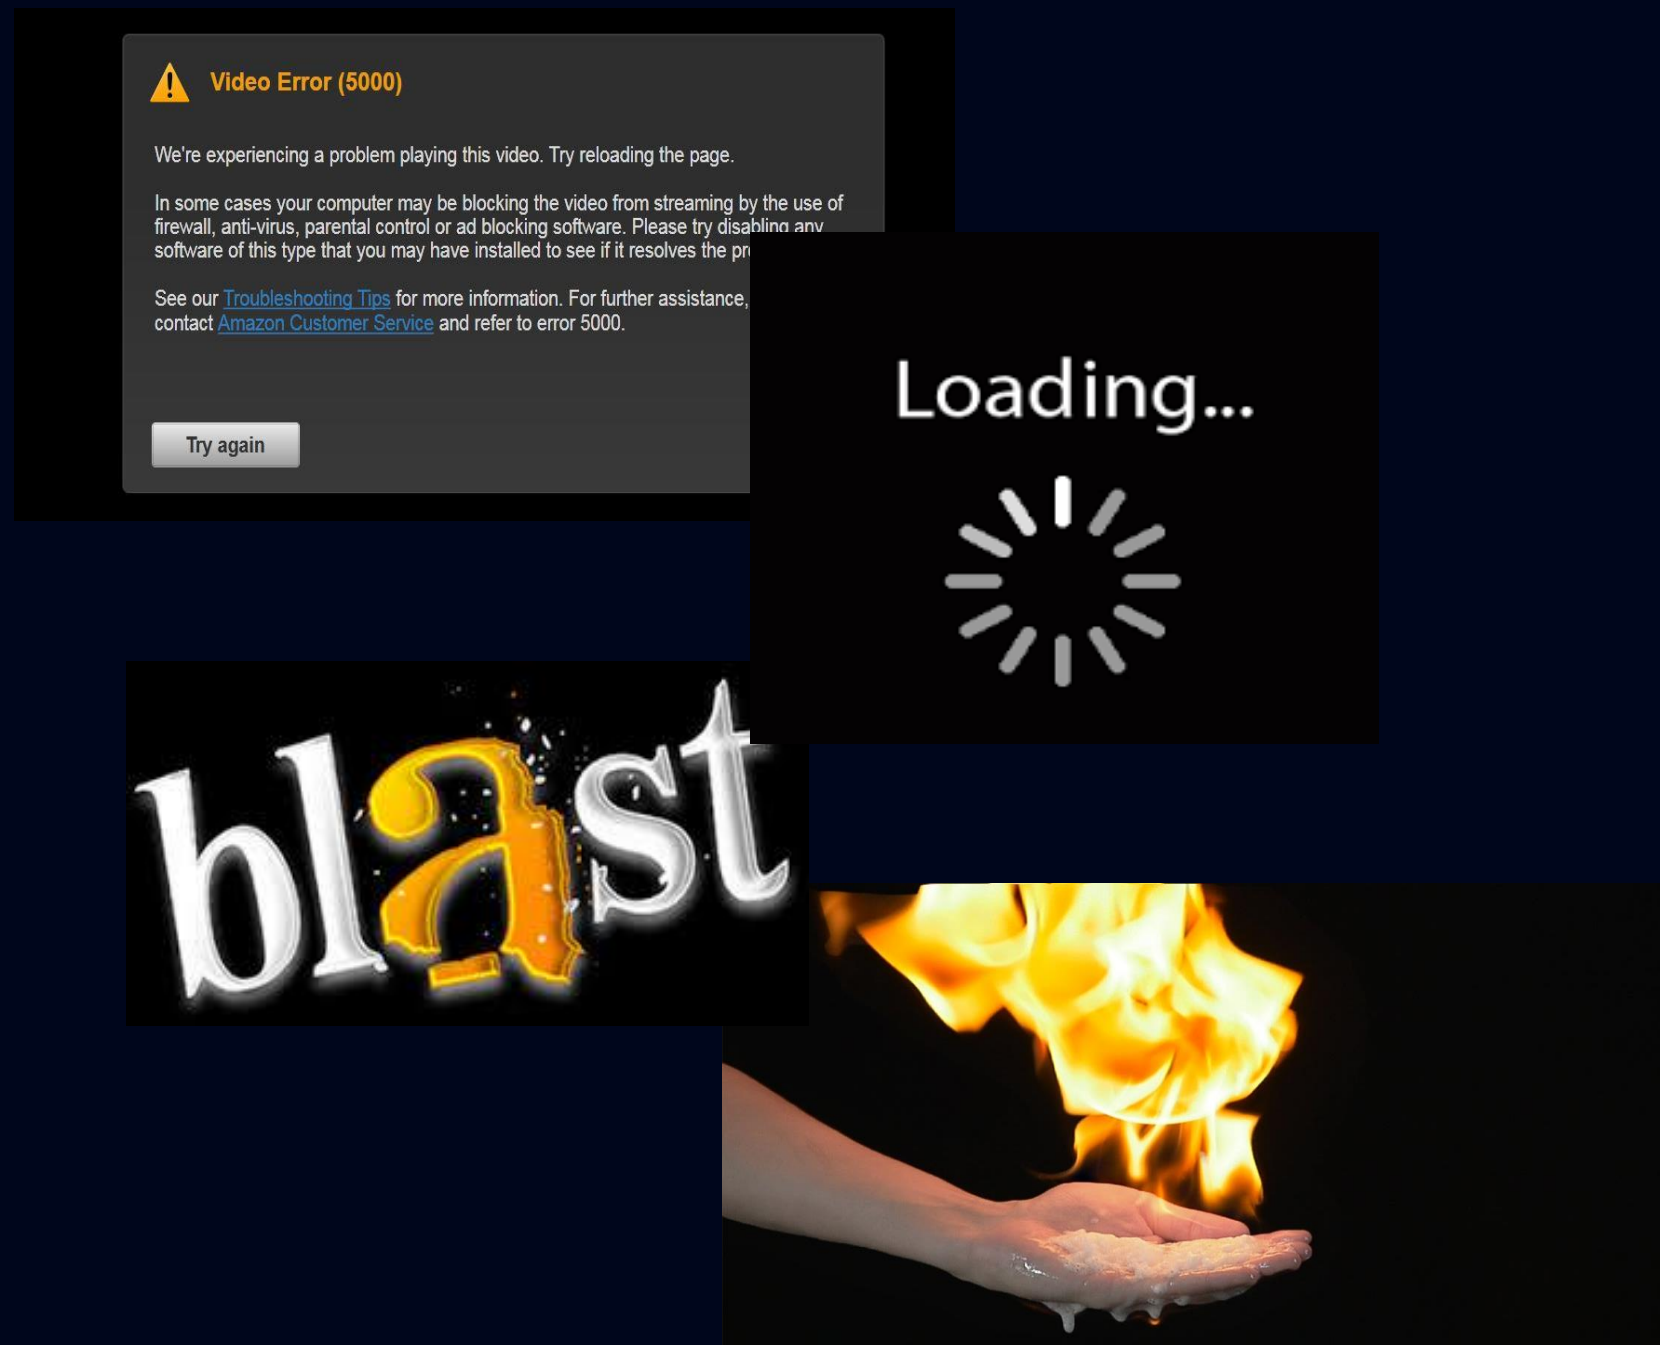 Video Error (5000)
We're experiencing a problem playing this video. Try reloading the page.
In some cases your computer may be blocking the video from streaming by the use of
firewall, anti-virus, parental control or ad blocking software. Please try disabling any
software of this type that you may have installed to see if it resolves the
See our Troubleshooting Tips for more information. For further assistance,
contact Amazon Customer Service and refer to error 5000.
Try again
Loading...
blast